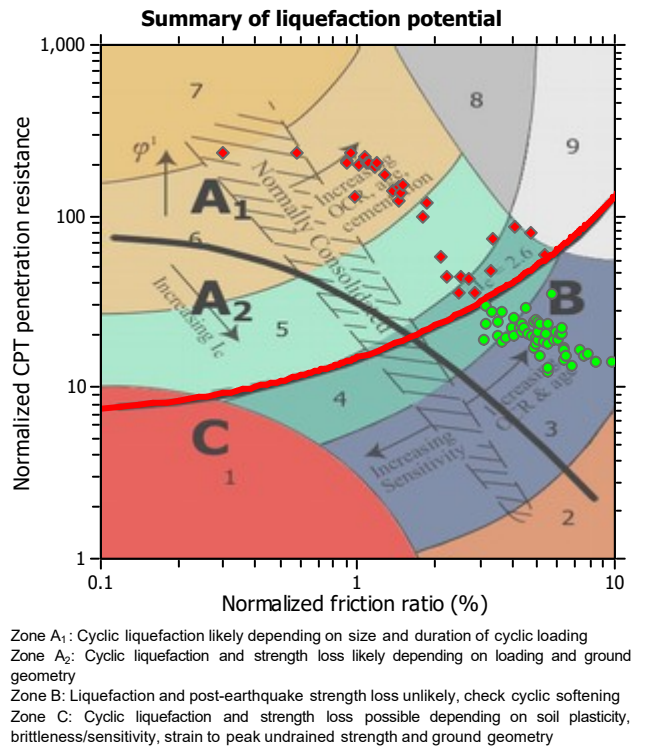 Summary of liquefaction potential
1,000
100
10
1
0.1
1
10
Normalized CPT penetration resistance
Normalized friction ratio (%)
7
8
9
φ'
A1
Increasing
OCR, age,
cementation
Normally Consolidated
6
A2
Increasing Ic
5
Ic = 2.6
B
4
Increasing
OCR & age
3
C
1
Increasing
Sensitivity
2
Zone A1: Cyclic liquefaction likely depending on size and duration of cyclic loading
Zone A2: Cyclic liquefaction and strength loss likely depending on loading and ground
geometry
Zone B: Liquefaction and post-earthquake strength loss unlikely, check cyclic softening
Zone C: Cyclic liquefaction and strength loss possible depending on soil plasticity,
brittleness/sensitivity, strain to peak undrained strength and ground geometry